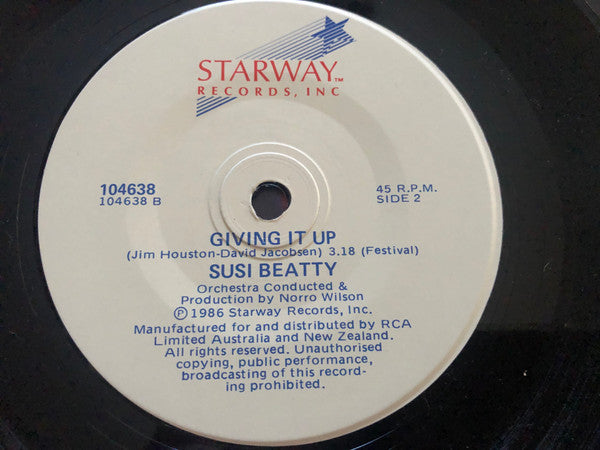 STARWAY™
RECORDS, INC
104638
104638 B
45 R.P.M.
SIDE 2
GIVING IT UP
(Jim Houston-David Jacobsen) 3.18 (Festival)
SUSI BEATTY
Orchestra Conducted &
Production by Norro Wilson
℗ 1986 Starway Records, Inc.
Manufactured for and distributed by RCA
Limited Australia and New Zealand.
All rights reserved. Unauthorised
copying, public performance,
broadcasting of this record-
ing prohibited.